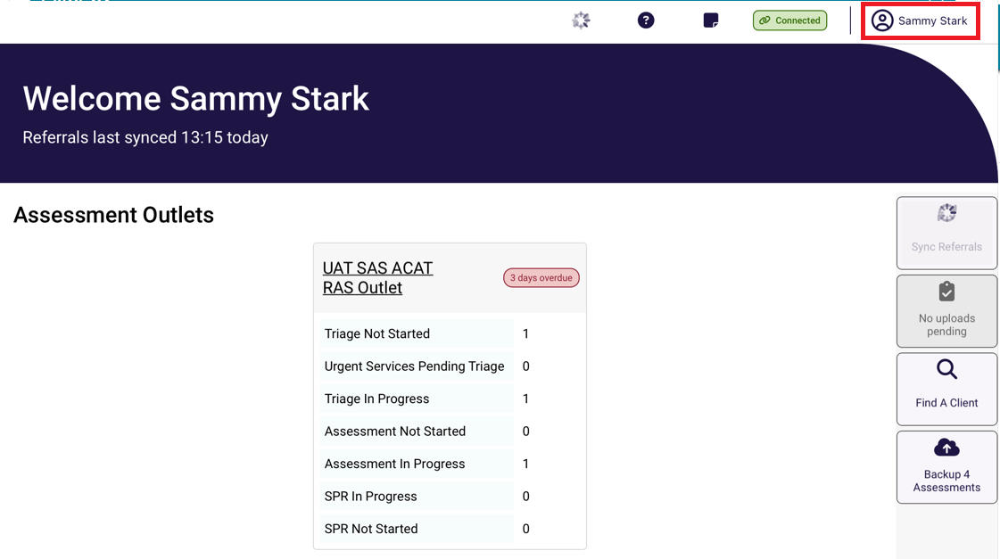 Connected
Sammy Stark
Welcome Sammy Stark
Referrals last synced 13:15 today
Assessment Outlets
UAT SAS ACAT
RAS Outlet
3 days overdue
Triage Not Started 1
Urgent Services Pending Triage 0
Triage In Progress 1
Assessment Not Started 0
Assessment In Progress 1
SPR In Progress 0
SPR Not Started 0
Sync Referrals
No uploads
pending
Find A Client
Backup 4
Assessments